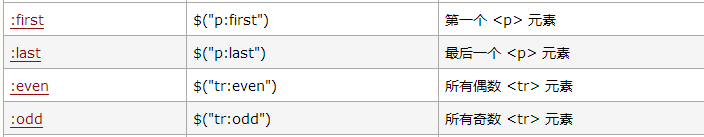 :first $("p:first") 第一个 <p> 元素
:last $("p:last") 最后一个 <p> 元素
:even $("tr:even") 所有偶数 <tr> 元素
:odd $("tr:odd") 所有奇数 <tr> 元素